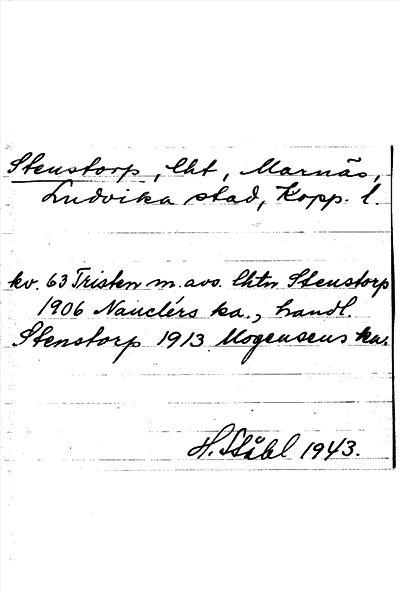 Stenstorp, lht, Marnäs,
Ludvika stad, Kopp. l.
kv. 63 Tristen m. avs. lhtn Stenstorp
1906 Nauclérs ka., handl.
Stenstorp 1913 Mogensens ka.
H. Ståhl 1943.